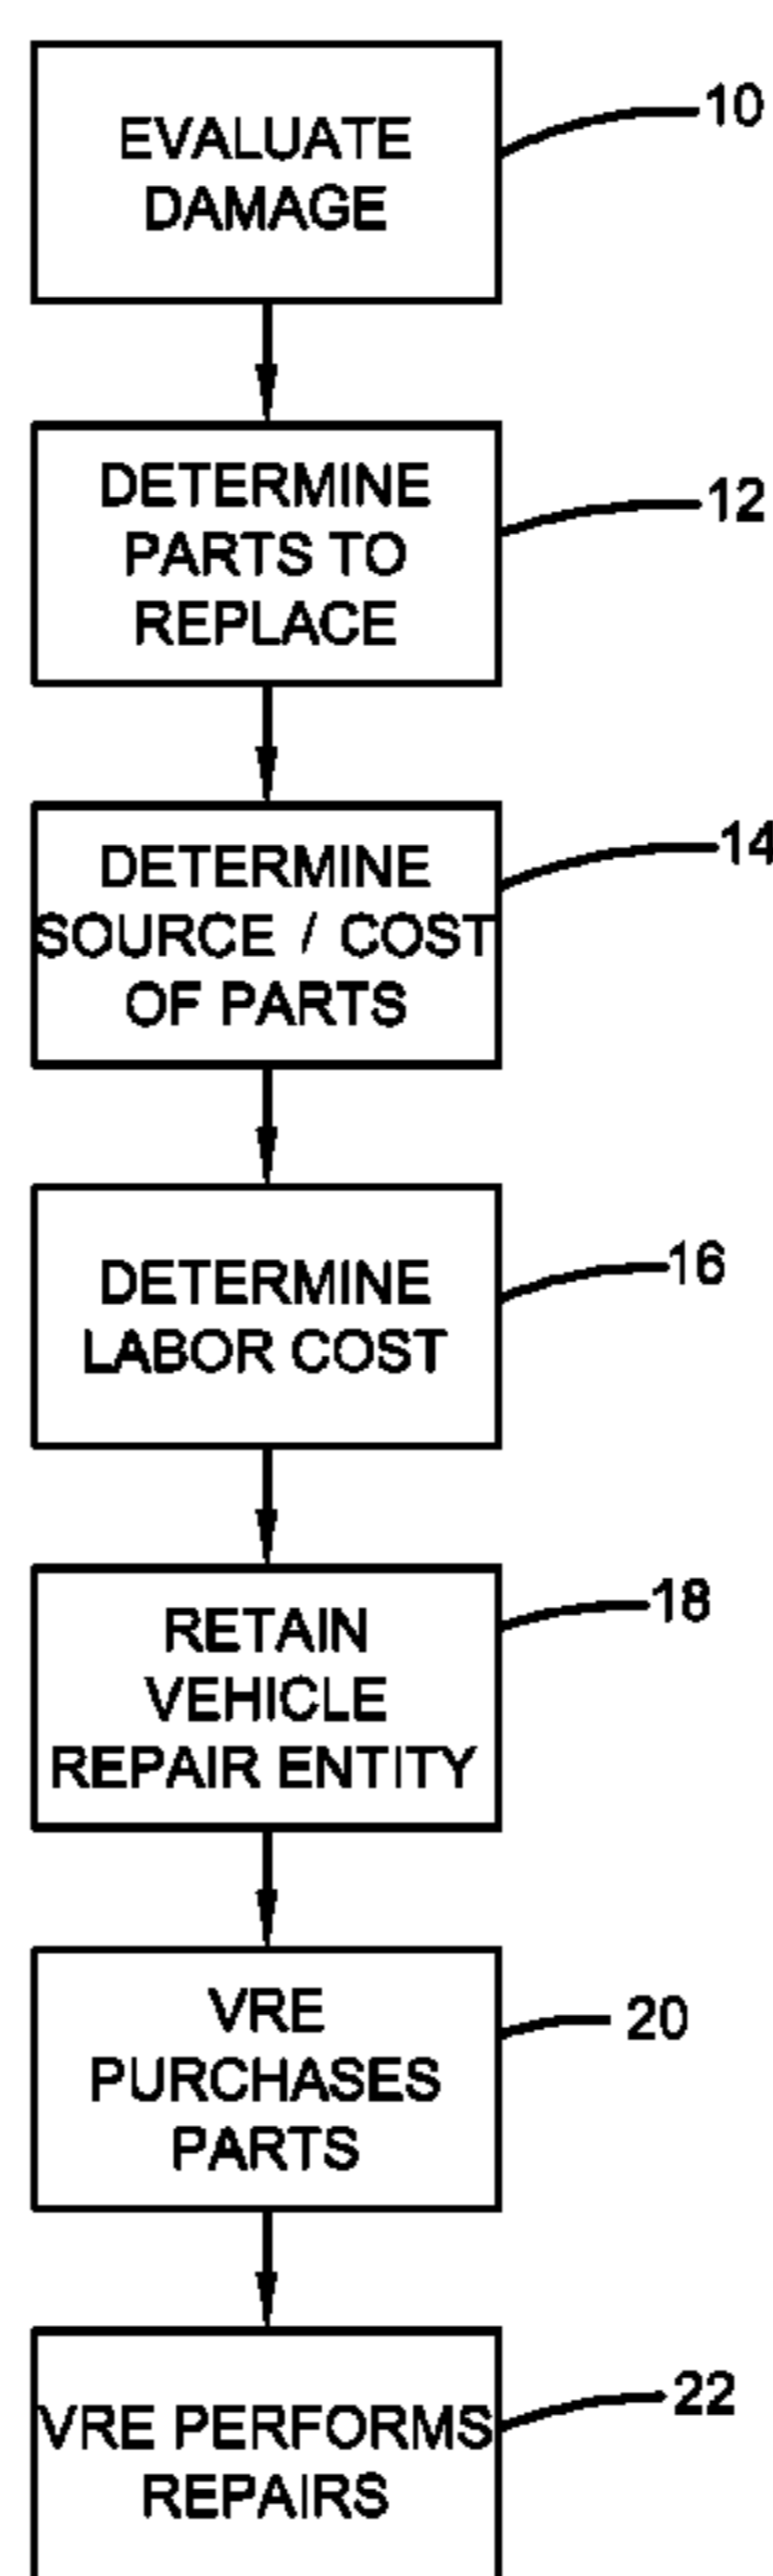 EVALUATE
DAMAGE
10
DETERMINE
PARTS TO
REPLACE
12
DETERMINE
SOURCE / COST
OF PARTS
14
DETERMINE
LABOR COST
16
RETAIN
VEHICLE
REPAIR ENTITY
18
VRE
PURCHASES
PARTS
20
VRE PERFORMS
REPAIRS
22